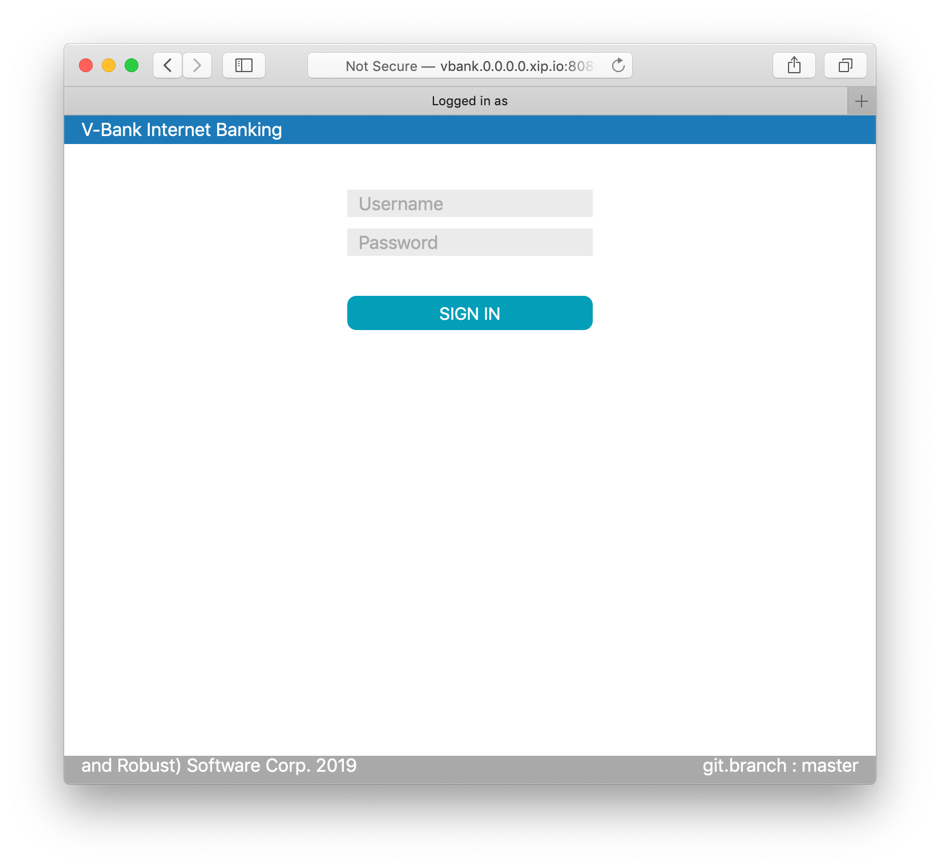 Not Secure — vbank.0.0.0.0.xip.io:808
Logged in as
V-Bank Internet Banking
Username
Password
SIGN IN
and Robust) Software Corp. 2019 git.branch : master